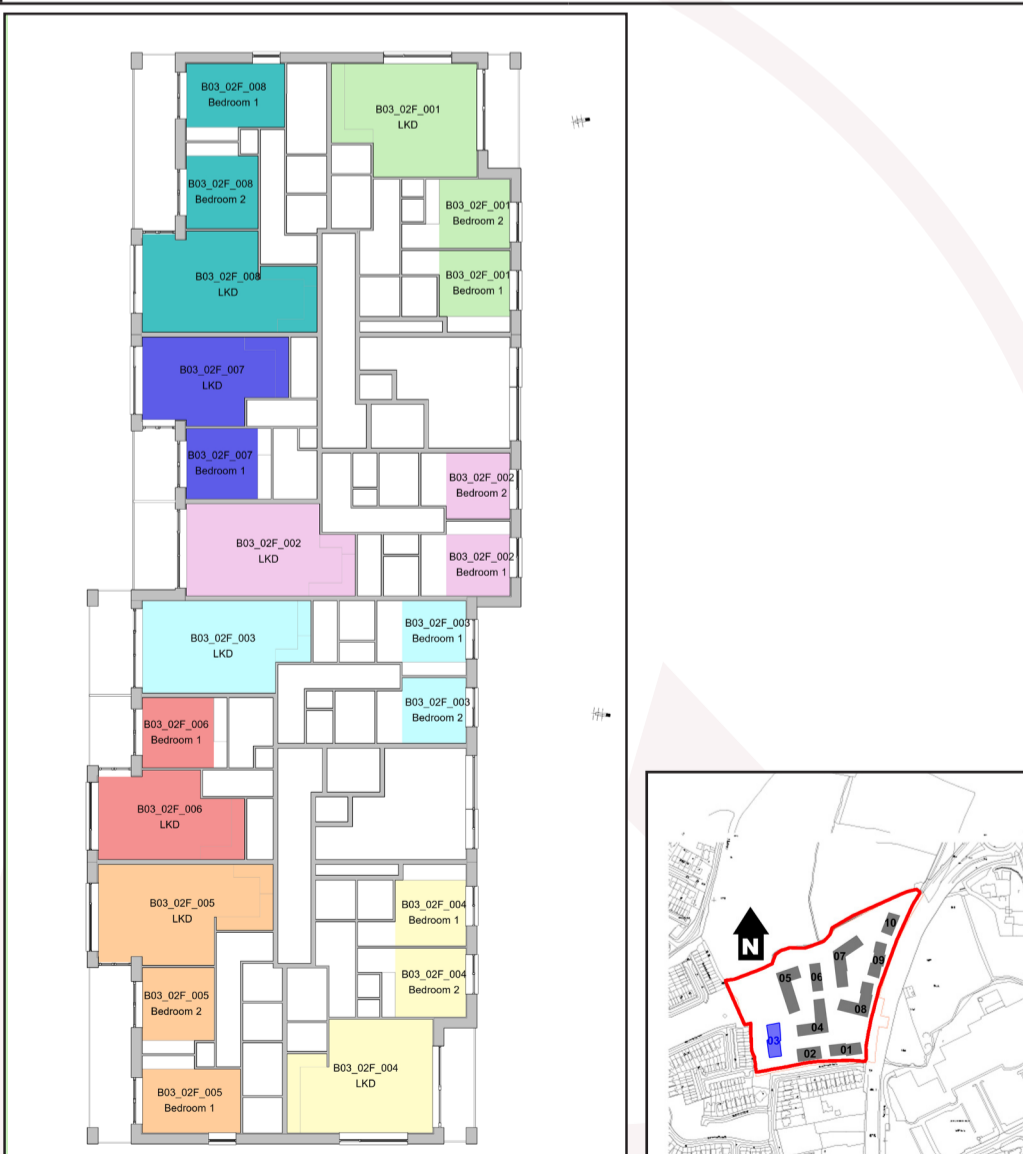 B03_02F_008
Bedroom 1
B03_02F_001
LKD
B03_02F_008
Bedroom 2
B03_02F_001
Bedroom 2
B03_02F_008
LKD
B03_02F_001
Bedroom 1
B03_02F_007
LKD
B03_02F_007
Bedroom 1
B03_02F_002
Bedroom 2
B03_02F_002
LKD
B03_02F_002
Bedroom 1
B03_02F_003
LKD
B03_02F_003
Bedroom 1
B03_02F_003
Bedroom 2
B03_02F_006
Bedroom 1
B03_02F_006
LKD
B03_02F_005
LKD
B03_02F_004
Bedroom 1
B03_02F_004
Bedroom 2
B03_02F_005
Bedroom 2
B03_02F_004
LKD
B03_02F_005
Bedroom 1
N
10
07
09
05
06
08
04
03
02
01